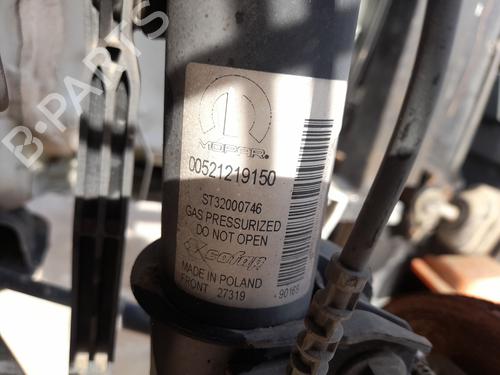 B-PARTS
MOPAR®
00521219150
ST32000746
GAS PRESSURIZED
DO NOT OPEN
Cofap
MADE IN POLAND
FRONT 27319